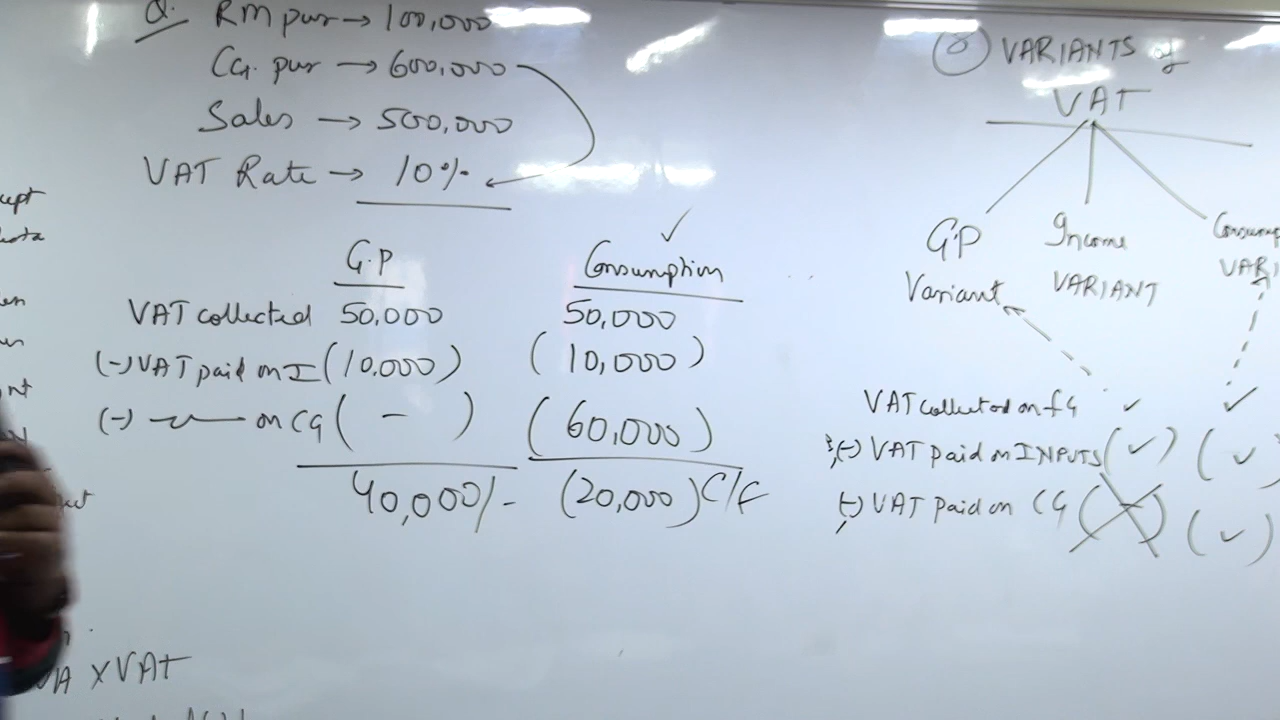 Q. RM pur → 100,000
CG. pur → 600,000
Sales → 500,000
VAT Rate → 10%
G.P Consumption
VAT collected 50,000 50,000
(-) VAT paid on I (10,000) (10,000)
(-) on CG ( - ) (60,000)
40,000/- (20,000) C/F
8 VARIANTS of
VAT
G.P
Variant
Income
VARIANT
VAT collected on FG ✓ ✓
(-) VAT paid on INPUTS (✓) (✓)
(-) VAT paid on CG (X) (✓)
X VAT